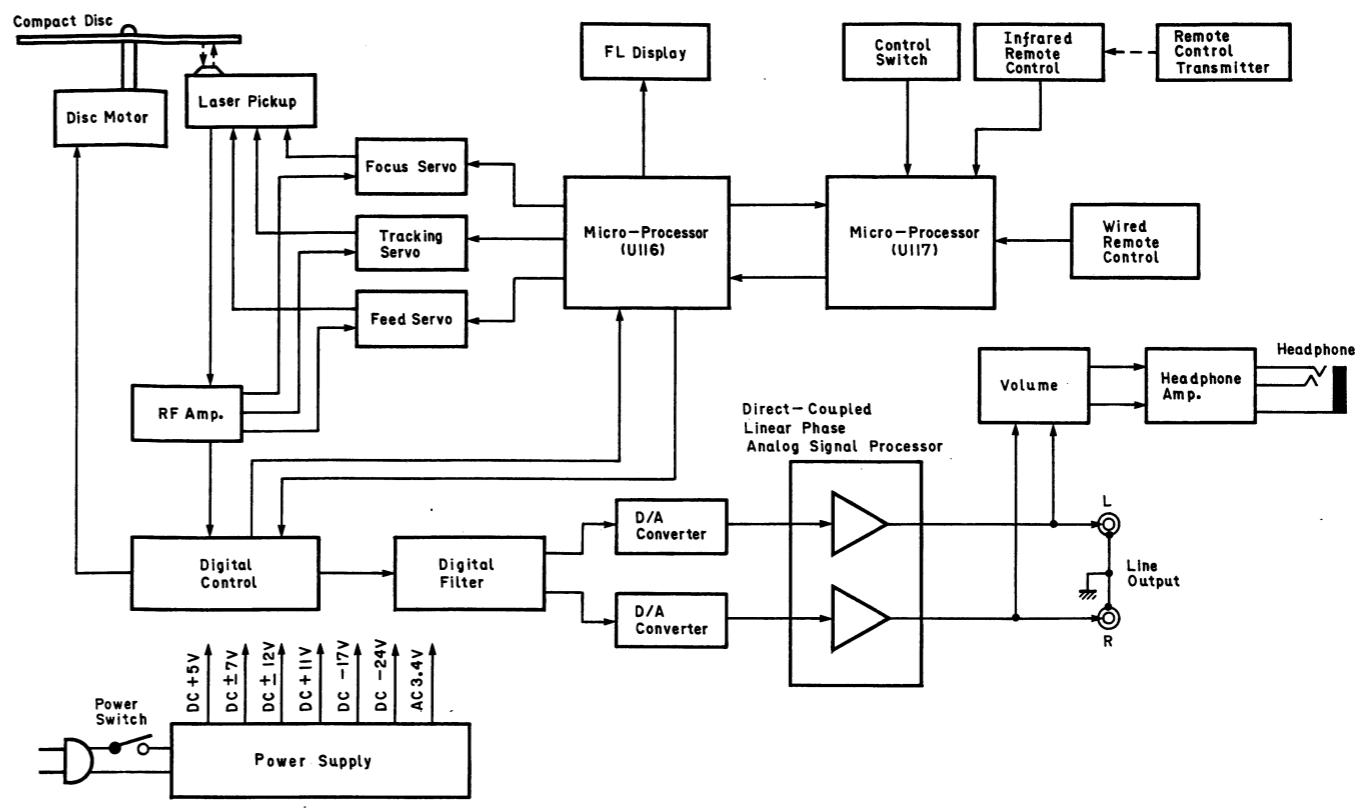 Compact Disc
FL Display
Control
Switch
Infrared
Remote
Control
Remote
Control
Transmitter
Disc Motor
Laser Pickup
Focus Servo
Tracking
Servo
Feed Servo
Micro-Processor
(U116)
Micro-Processor
(U117)
Wired
Remote
Control
RF Amp.
Volume
Headphone
Amp.
Headphone
Direct-Coupled
Linear Phase
Analog Signal Processor
Digital
Control
Digital
Filter
D/A
Converter
D/A
Converter
L
Line
Output
R
DC+5V
DC±7V
DC±12V
DC+11V
DC -17V
DC -24V
AC3.4V
Power
Switch
Power Supply